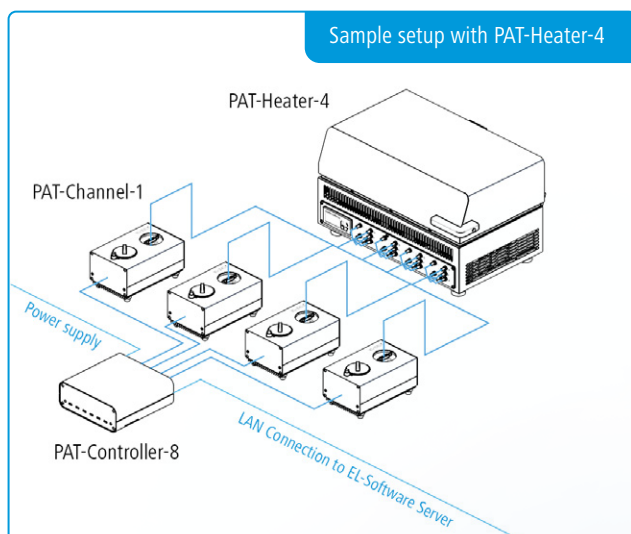 Sample setup with PAT-Heater-4
PAT-Heater-4
PAT-Channel-1
Power supply
PAT-Controller-8
LAN Connection to EL-Software Server